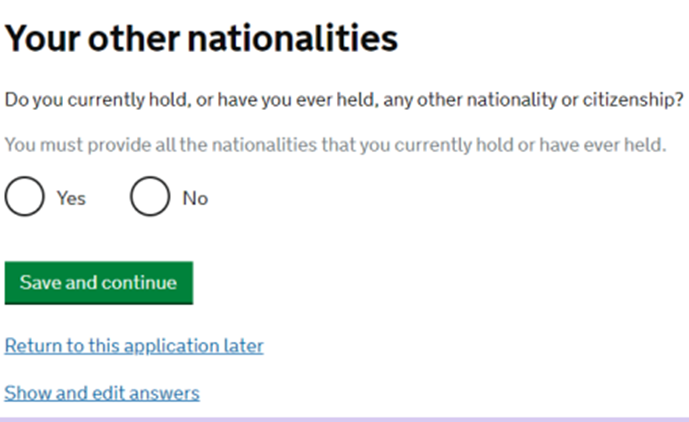 Your other nationalities
Do you currently hold, or have you ever held, any other nationality or citizenship?
You must provide all the nationalities that you currently hold or have ever held.
Yes No
Save and continue
Return to this application later
Show and edit answers